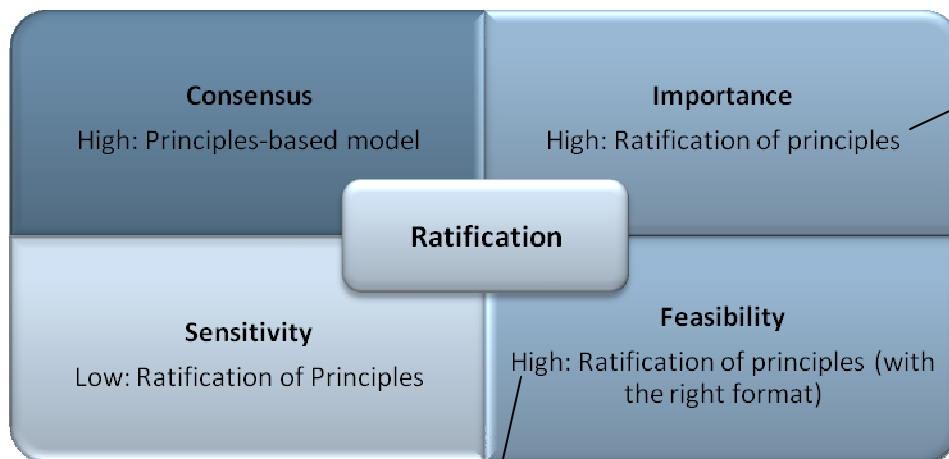 Consensus
High: Principles-based model
Importance
High: Ratification of principles
Ratification
Sensitivity
Low: Ratification of Principles
Feasibility
High: Ratification of principles (with
the right format)